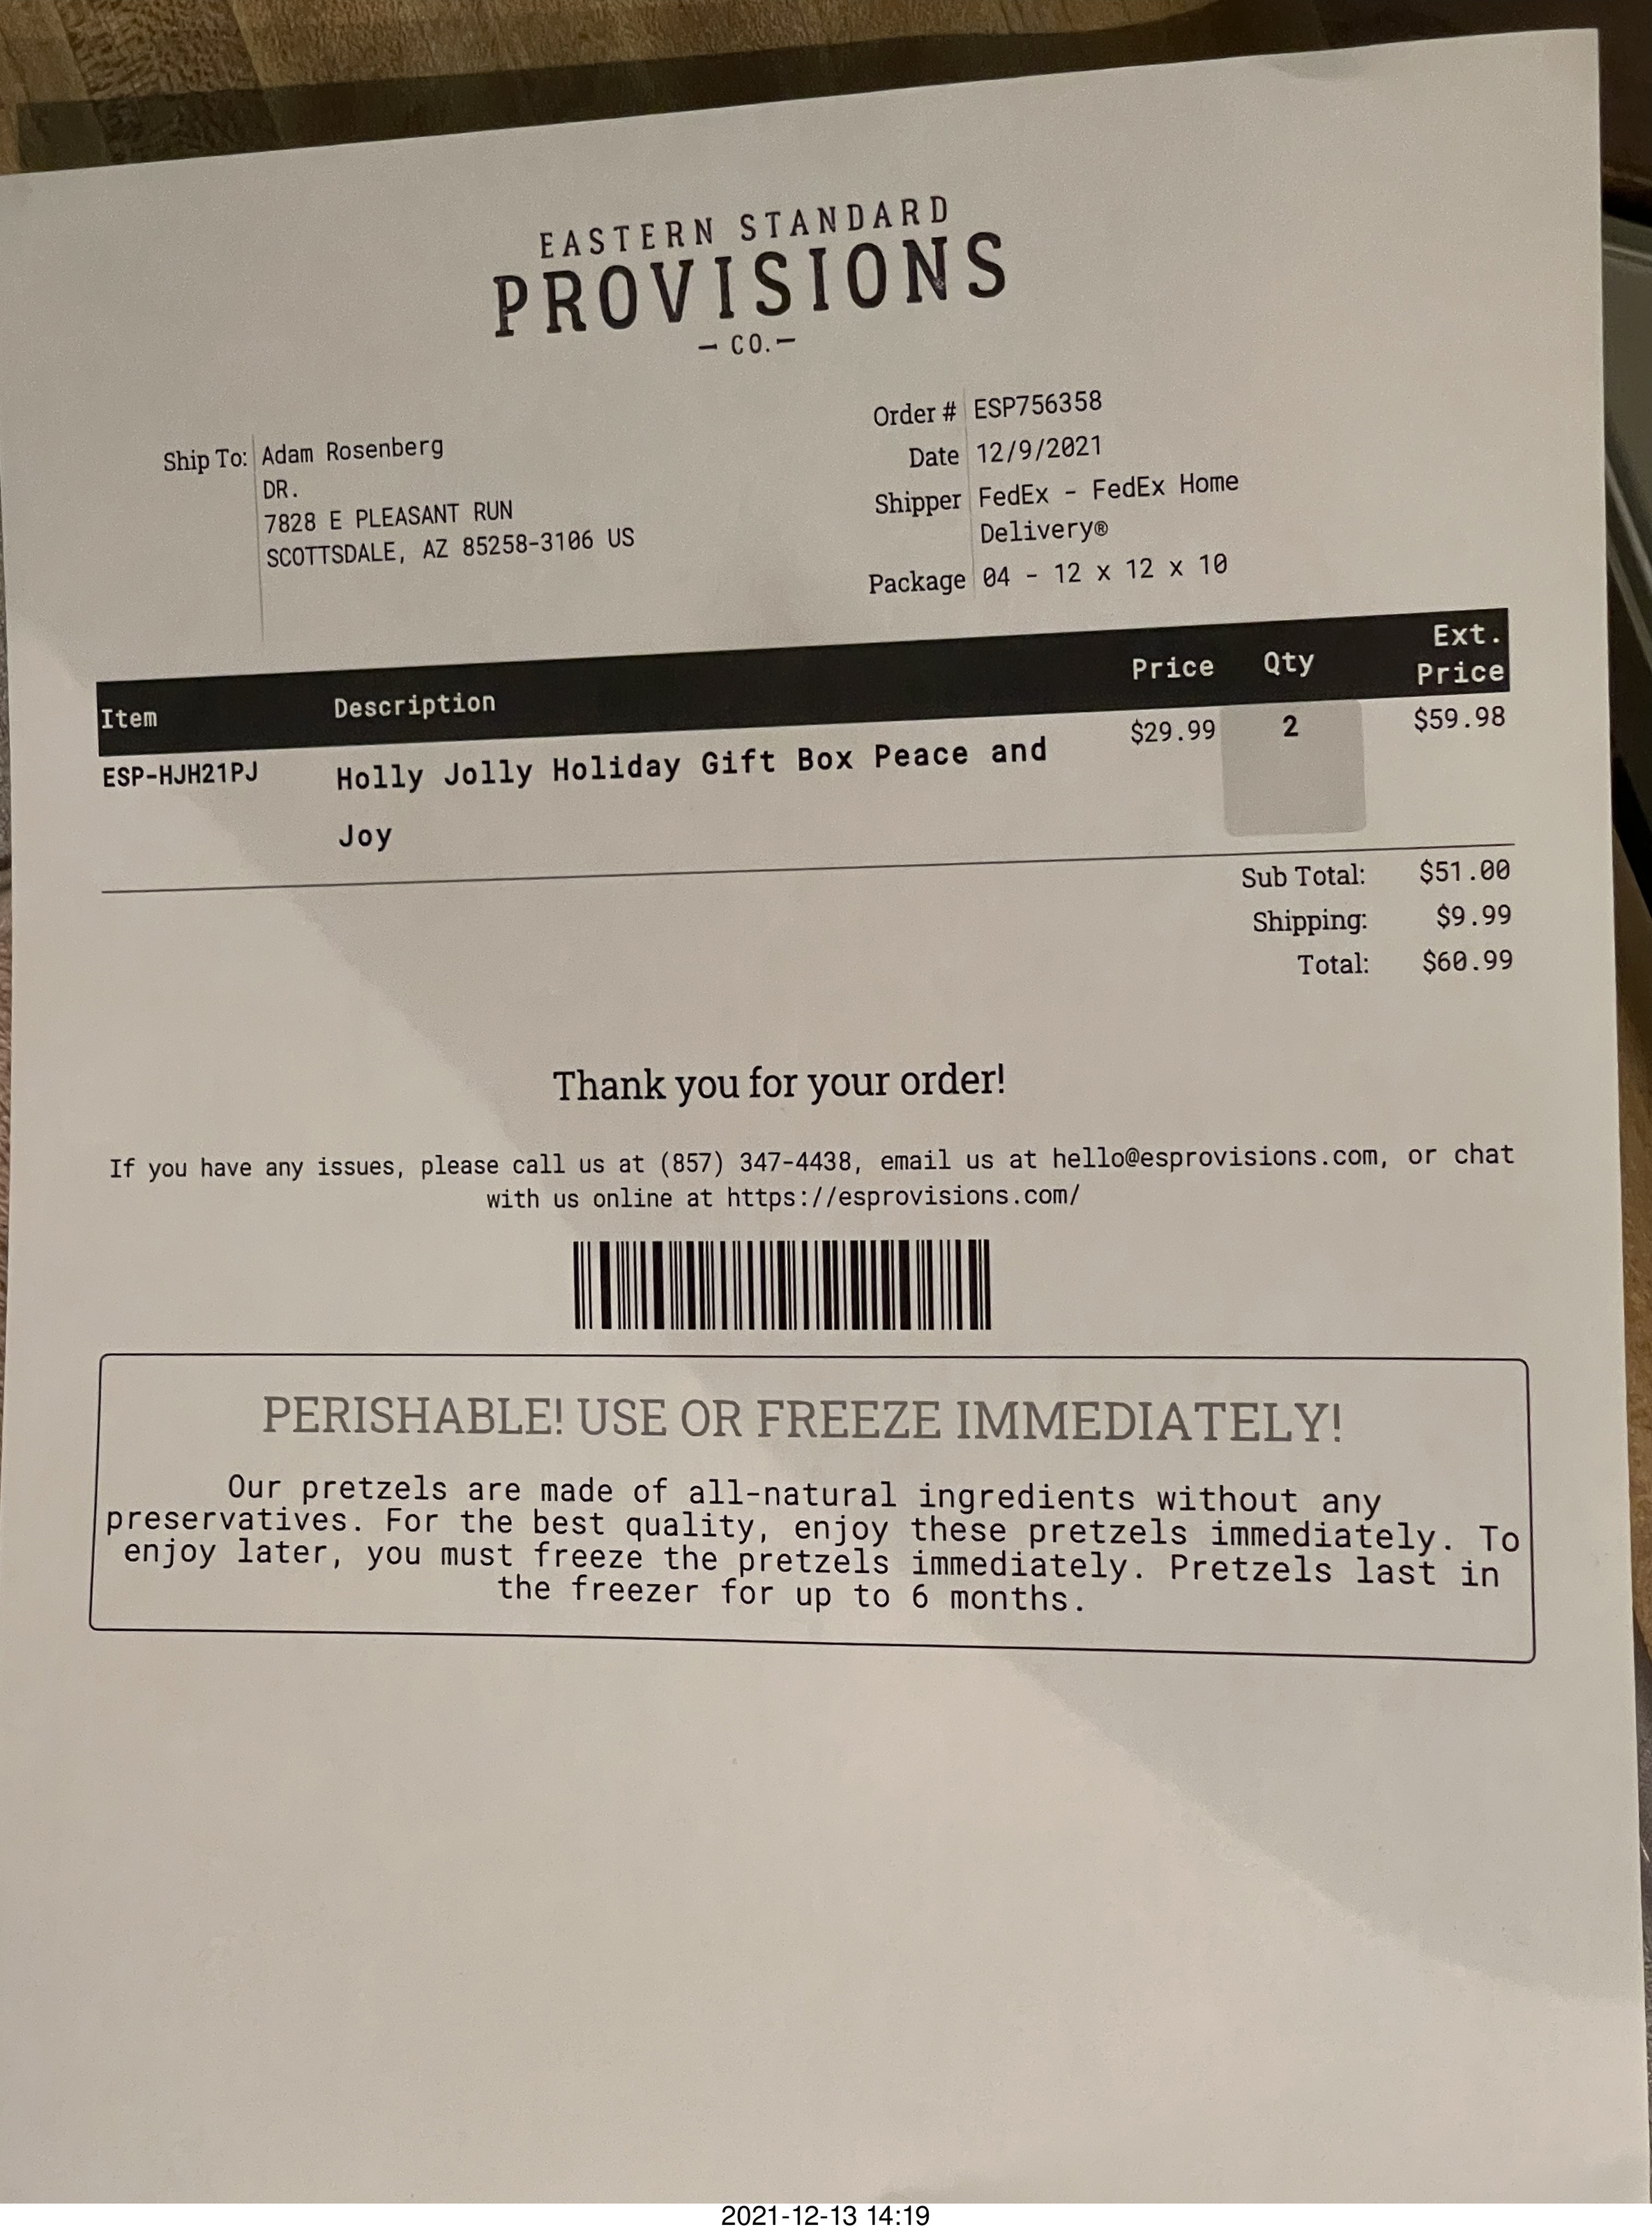 EASTERN STANDARD
PROVISIONS
— CO. —
Ship To: Adam Rosenberg
DR.
7828 E PLEASANT RUN
SCOTTSDALE, AZ 85258-3106 US
Order # ESP756358
Date 12/9/2021
Shipper FedEx - FedEx Home
Delivery®
Package 04 - 12 x 12 x 10
Item Description Price Qty Ext. Price
ESP-HJH21PJ Holly Jolly Holiday Gift Box Peace and $29.99 2 $59.98
Joy
Sub Total: $51.00
Shipping: $9.99
Total: $60.99
Thank you for your order!
If you have any issues, please call us at (857) 347-4438, email us at hello@esprovisions.com, or chat
with us online at https://esprovisions.com/
PERISHABLE! USE OR FREEZE IMMEDIATELY!
Our pretzels are made of all-natural ingredients without any
preservatives. For the best quality, enjoy these pretzels immediately. To
enjoy later, you must freeze the pretzels immediately. Pretzels last in
the freezer for up to 6 months.
2021-12-13 14:19